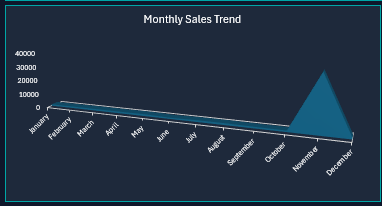 Monthly Sales Trend
40000
30000
20000
10000
0
January
February
March
April
May
June
July
August
September
October
November
December